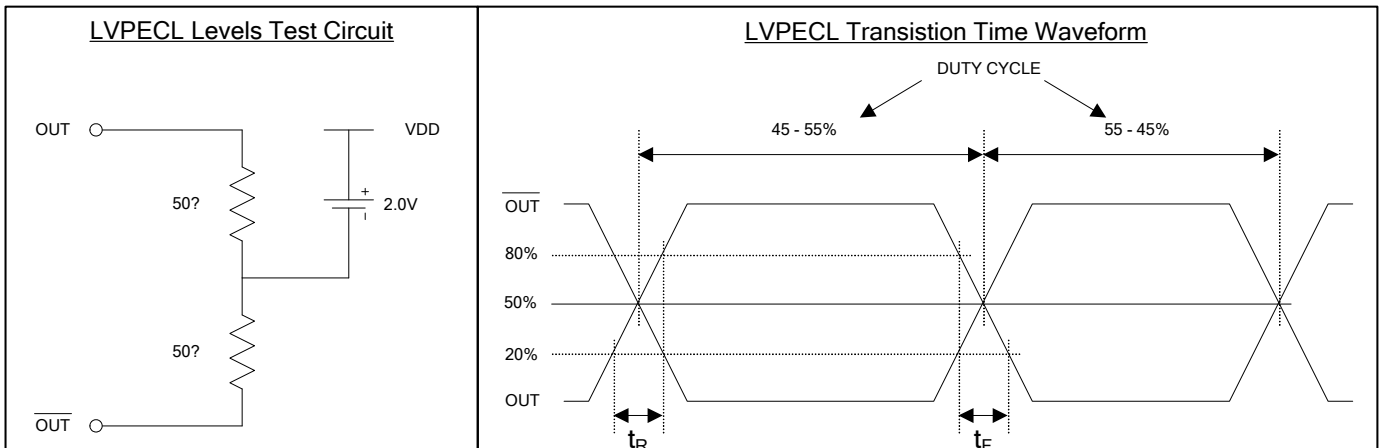 LVPECL Levels Test Circuit
OUT
VDD
50?
+
2.0V
–
50?
OUT
LVPECL Transistion Time Waveform
DUTY CYCLE
45 - 55%
55 - 45%
OUT
80%
50%
20%
OUT
tR
tF